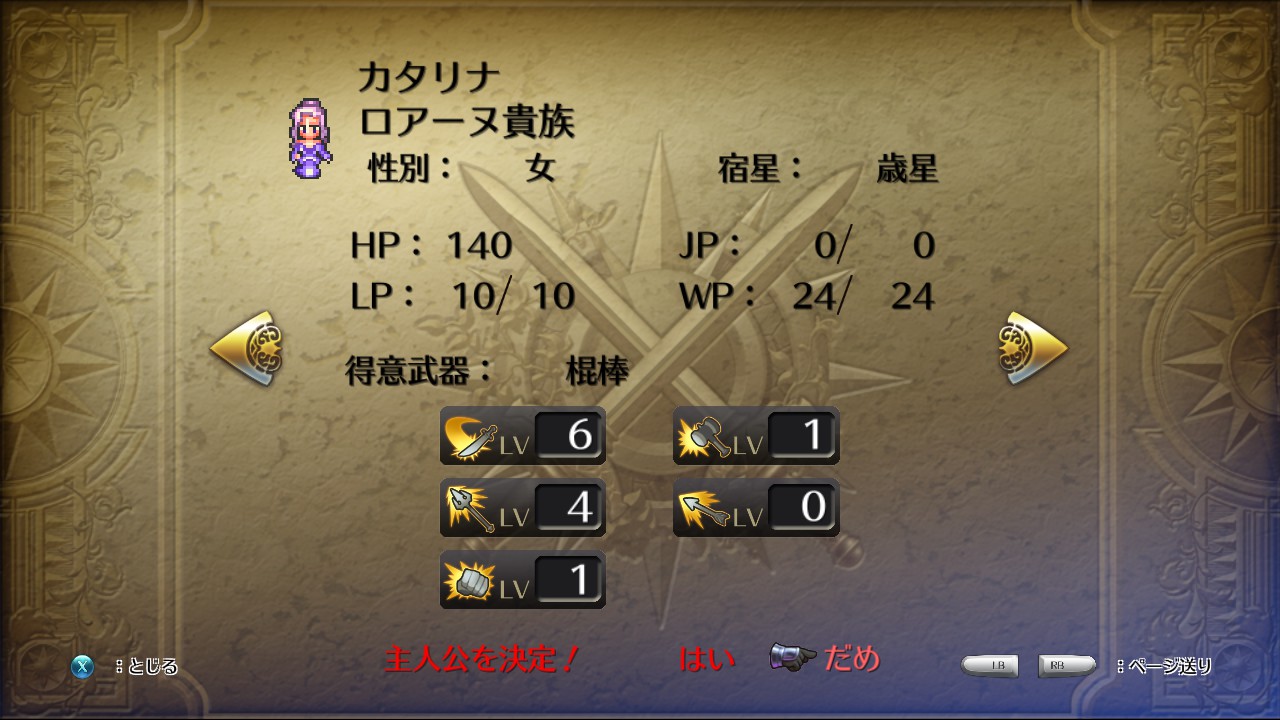 カタリナ
ロアーヌ貴族
性別： 女 宿星： 歳星
HP： 140 JP： 0/ 0
LP： 10/ 10 WP： 24/ 24
得意武器： 棍棒
LV 6 LV 1
LV 4 LV 0
LV 1
主人公を決定！ はい だめ
X ：とじる LB RB ：ページ送り